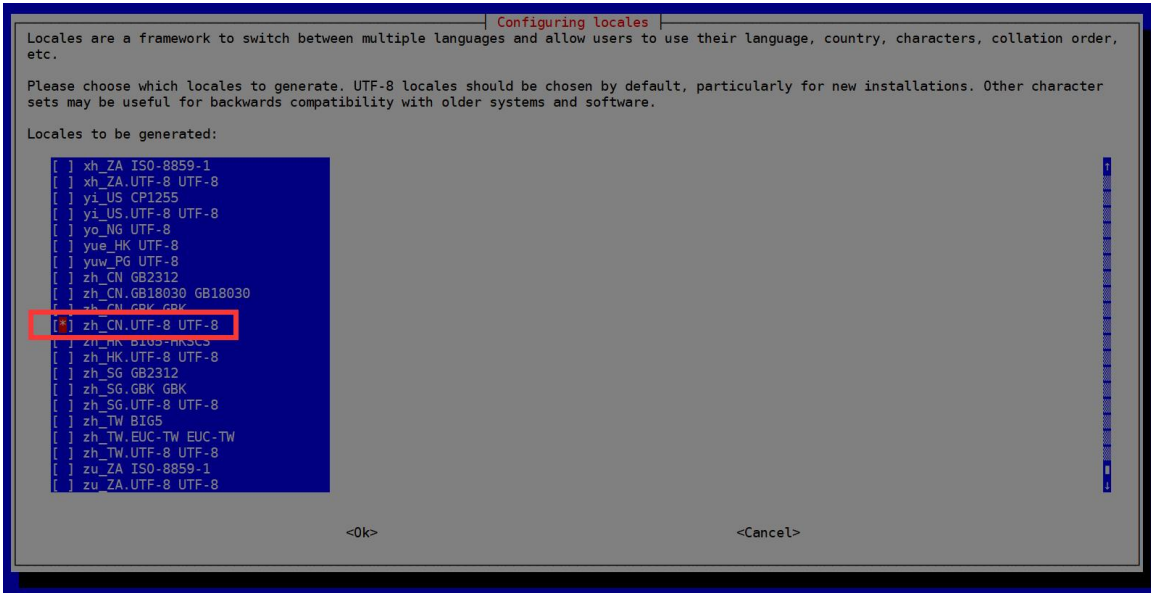 Configuring locales
Locales are a framework to switch between multiple languages and allow users to use their language, country, characters, collation order,
etc.
Please choose which locales to generate. UTF-8 locales should be chosen by default, particularly for new installations. Other character
sets may be useful for backwards compatibility with older systems and software.
Locales to be generated:
[ ] xh_ZA ISO-8859-1
[ ] xh_ZA.UTF-8 UTF-8
[ ] yi_US CP1255
[ ] yi_US.UTF-8 UTF-8
[ ] yo_NG UTF-8
[ ] yue_HK UTF-8
[ ] yuw_PG UTF-8
[ ] zh_CN GB2312
[ ] zh_CN.GB18030 GB18030
[ ] zh_CN.GBK GBK
[*] zh_CN.UTF-8 UTF-8
[ ] zh_HK BIG5-HKSCS
[ ] zh_HK.UTF-8 UTF-8
[ ] zh_SG GB2312
[ ] zh_SG.GBK GBK
[ ] zh_SG.UTF-8 UTF-8
[ ] zh_TW BIG5
[ ] zh_TW.EUC-TW EUC-TW
[ ] zh_TW.UTF-8 UTF-8
[ ] zu_ZA ISO-8859-1
[ ] zu_ZA.UTF-8 UTF-8
<Ok> <Cancel>